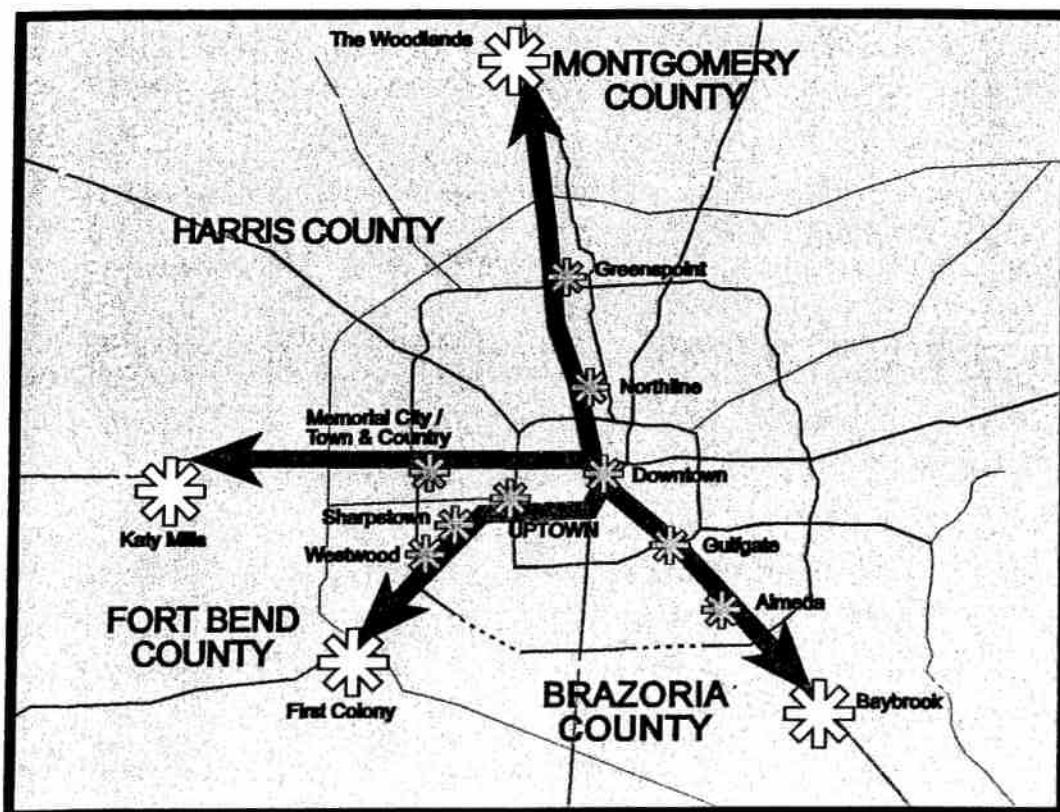 The Woodlands
MONTGOMERY
COUNTY
HARRIS COUNTY
Greenspoint
Northline
Memorial City /
Town & Country
Downtown
Sharpstown
UPTOWN
Katy Mills
Westwood
Gulfgate
Almeda
FORT BEND
COUNTY
First Colony
BRAZORIA
COUNTY
Baybrook